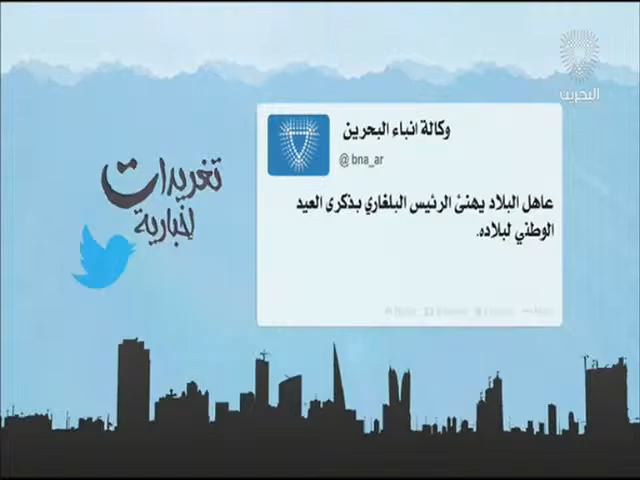 البحرين
وكالة انباء البحرين
@bna_ar
تغريدات
إخبارية
عاهل البلاد يهنئ الرئيس البلغاري بذكرى العيد
الوطني لبلاده.